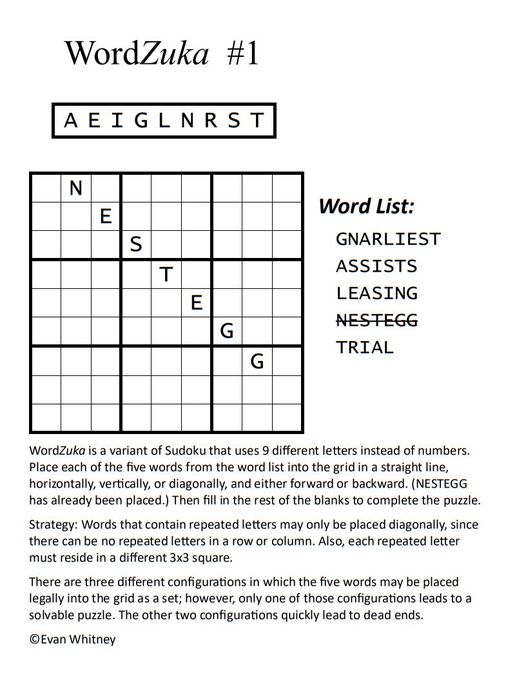 WordZuka #1
A E I G L N R S T
N
E
S
T
E
G
G
Word List:
GNARLIEST
ASSISTS
LEASING
NESTEGG
TRIAL
WordZuka is a variant of Sudoku that uses 9 different letters instead of numbers.
Place each of the five words from the word list into the grid in a straight line,
horizontally, vertically, or diagonally, and either forward or backward. (NESTEGG
has already been placed.) Then fill in the rest of the blanks to complete the puzzle.
Strategy: Words that contain repeated letters may only be placed diagonally, since
there can be no repeated letters in a row or column. Also, each repeated letter
must reside in a different 3x3 square.
There are three different configurations in which the five words may be placed
legally into the grid as a set; however, only one of those configurations leads to a
solvable puzzle. The other two configurations quickly lead to dead ends.
©Evan Whitney